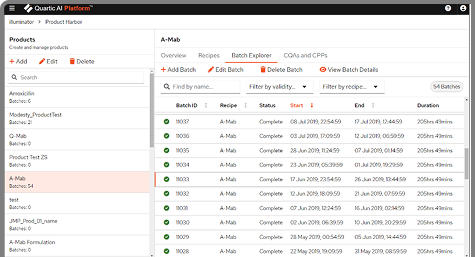 Quartic AI Platform™
illuminator > Product Harbor
Products
Create and manage products
+ Add Edit Delete
Search
Amoxicillin
Batches: 6
Modesty_ProductTest
Batches: 21
Q-Mab
Batches: 10
Product Test ZS
Batches: 0
A-Mab
Batches: 54
test
Batches: 0
JMP_Prod_01_name
Batches: 0
A-Mab Formulation
Batches: 0
A-Mab
Overview Recipes Batch Explorer CQAs and CPPs
+ Add Batch Edit Batch Delete Batch View Batch Details
Find by name... Filter by validity... Filter by recipe... 54 Batches
Batch ID Recipe Status Start End Duration
11037 A-Mab Complete 08 Jul 2019, 22:54:59 17 Jul 2019, 12:44:59 205hrs 49mins
11036 A-Mab Complete 03 Jul 2019, 17:09:59 12 Jul 2019, 06:59:59 205hrs 49mins
11035 A-Mab Complete 28 Jun 2019, 11:24:59 07 Jul 2019, 01:14:59 205hrs 49mins
11034 A-Mab Complete 23 Jun 2019, 05:39:59 01 Jul 2019, 19:29:59 205hrs 49mins
11033 A-Mab Complete 17 Jun 2019, 23:54:59 26 Jun 2019, 13:44:59 205hrs 49mins
11032 A-Mab Complete 12 Jun 2019, 18:09:59 21 Jun 2019, 07:59:59 205hrs 49mins
11031 A-Mab Complete 07 Jun 2019, 12:24:59 16 Jun 2019, 02:14:59 205hrs 49mins
11030 A-Mab Complete 02 Jun 2019, 06:39:59 10 Jun 2019, 20:29:59 205hrs 49mins
11029 A-Mab Complete 28 May 2019, 00:54:59 05 Jun 2019, 14:44:59 205hrs 49mins
11028 A-Mab Complete 22 May 2019, 19:09:59 31 May 2019, 08:59:59 205hrs 49mins